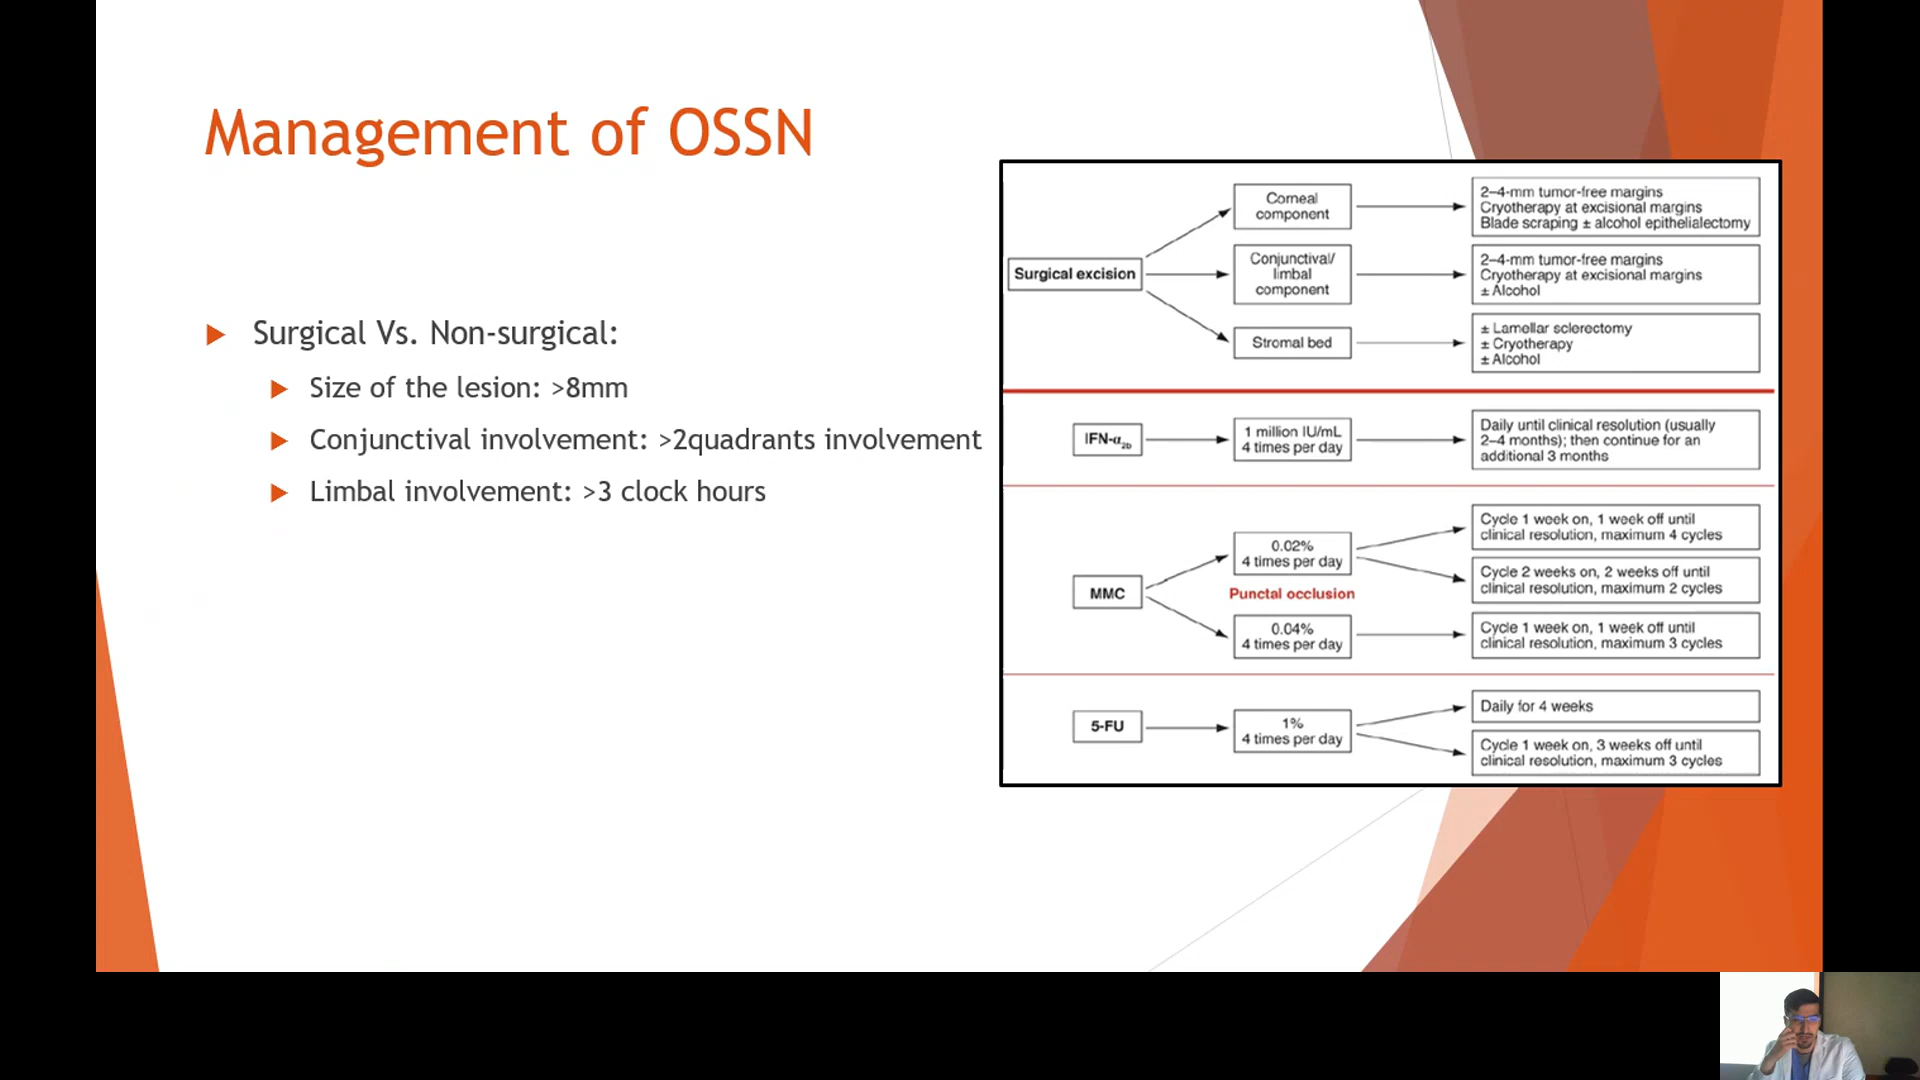 Management of OSSN
Surgical Vs. Non-surgical:
Size of the lesion: >8mm
Conjunctival involvement: >2quadrants involvement
Limbal involvement: >3 clock hours
Surgical excision
Corneal
component
2–4-mm tumor-free margins
Cryotherapy at excisional margins
Blade scraping ± alcohol epithelialectomy
Conjunctival/
limbal
component
2–4-mm tumor-free margins
Cryotherapy at excisional margins
± Alcohol
Stromal bed
± Lamellar sclerectomy
± Cryotherapy
± Alcohol
IFN-α2b
1 million IU/mL
4 times per day
Daily until clinical resolution (usually
2–4 months); then continue for an
additional 3 months
MMC
0.02%
4 times per day
Cycle 1 week on, 1 week off until
clinical resolution, maximum 4 cycles
Cycle 2 weeks on, 2 weeks off until
clinical resolution, maximum 2 cycles
Punctal occlusion
0.04%
4 times per day
Cycle 1 week on, 1 week off until
clinical resolution, maximum 3 cycles
5-FU
1%
4 times per day
Daily for 4 weeks
Cycle 1 week on, 3 weeks off until
clinical resolution, maximum 3 cycles